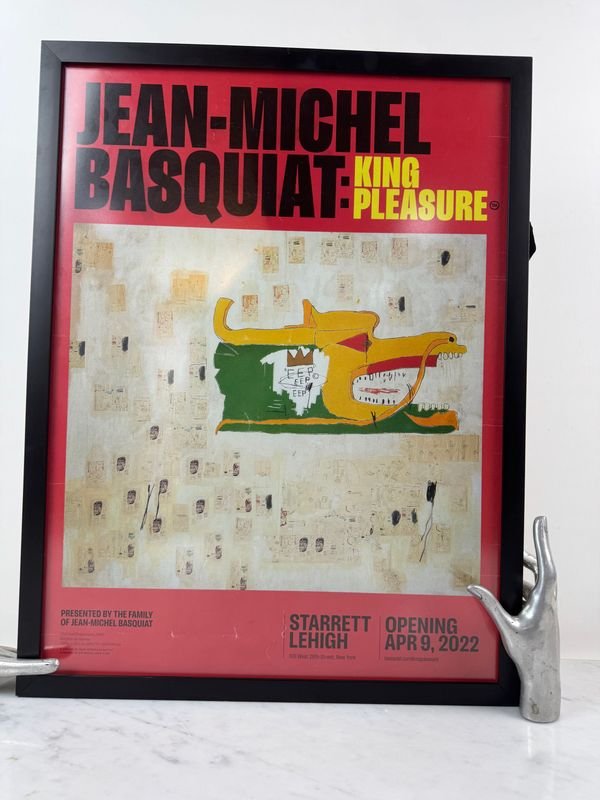 JEAN-MICHEL
BASQUIAT:
KING
PLEASURE
TM
EEP
EEP
EEP
PRESENTED BY THE FAMILY
OF JEAN-MICHEL BASQUIAT
STARRETT
LEHIGH
OPENING
APR 9, 2022